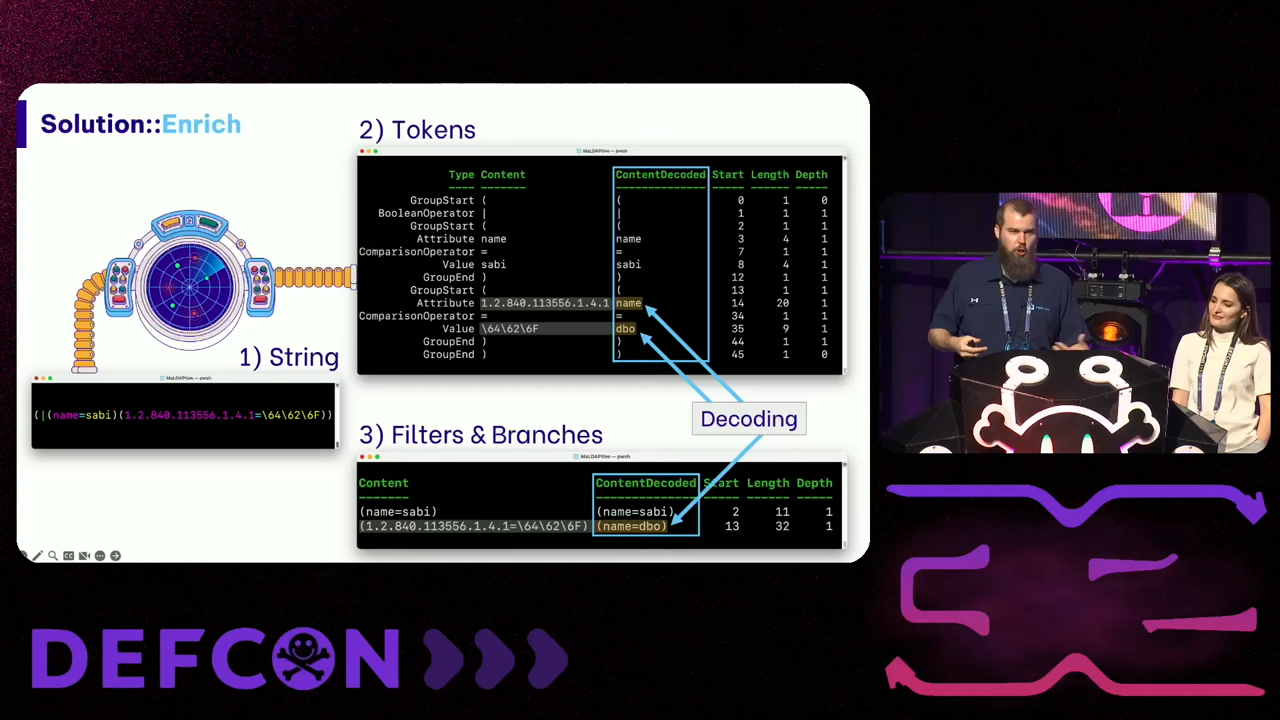 Solution::Enrich
1) String
MaLDAPtive — pwsh
(|(name=sabi)(1.2.840.113556.1.4.1=\64\62\6F))
2) Tokens
MaLDAPtive — pwsh
Type Content ContentDecoded Start Length Depth
---- ------- -------------- ----- ------ -----
GroupStart ( ( 0 1 0
BooleanOperator | | 1 1 1
GroupStart ( ( 2 1 1
Attribute name name 3 4 1
ComparisonOperator = = 7 1 1
Value sabi sabi 8 4 1
GroupEnd ) ) 12 1 1
GroupStart ( ( 13 1 1
Attribute 1.2.840.113556.1.4.1 name 14 20 1
ComparisonOperator = = 34 1 1
Value \64\62\6F dbo 35 9 1
GroupEnd ) ) 44 1 1
GroupEnd ) ) 45 1 0
Decoding
3) Filters & Branches
MaLDAPtive — pwsh
Content ContentDecoded Start Length Depth
------- -------------- ----- ------ -----
(name=sabi) (name=sabi) 2 11 1
(1.2.840.113556.1.4.1=\64\62\6F) (name=dbo) 13 32 1
DEFCON